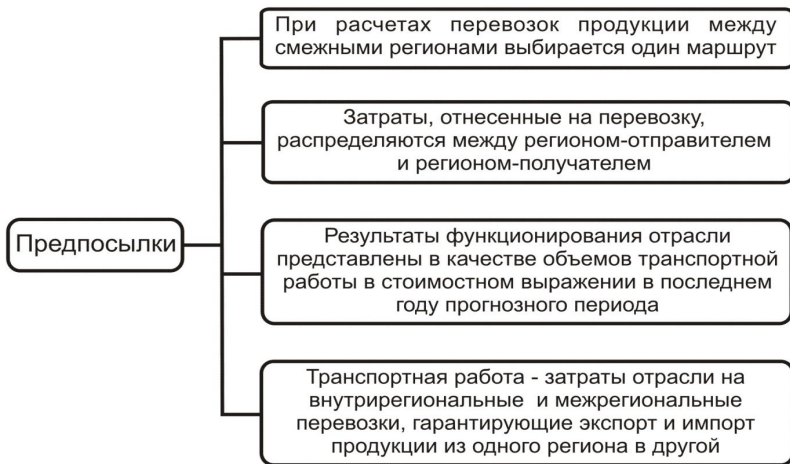 При расчетах перевозок продукции между
смежными регионами выбирается один маршрут
Затраты, отнесенные на перевозку,
распределяются между регионом-отправителем
и регионом-получателем
Предпосылки
Результаты функционирования отрасли
представлены в качестве объемов транспортной
работы в стоимостном выражении в последнем
году прогнозного периода
Транспортная работа - затраты отрасли на
внутрирегиональные и межрегиональные
перевозки, гарантирующие экспорт и импорт
продукции из одного региона в другой